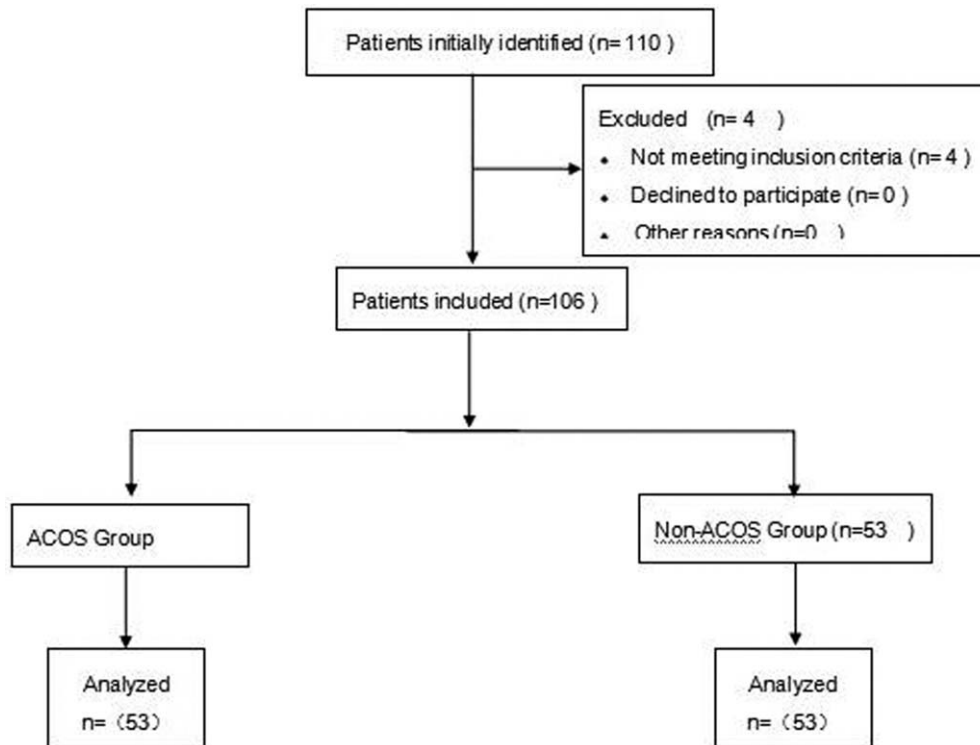 Patients initially identified (n= 110 )
Excluded (n= 4 )
• Not meeting inclusion criteria (n= 4 )
• Declined to participate (n= 0 )
• Other reasons (n=0 )
Patients included (n=106 )
ACOS Group
Non-ACOS Group (n=53 )
Analyzed
n= （53）
Analyzed
n= （53）